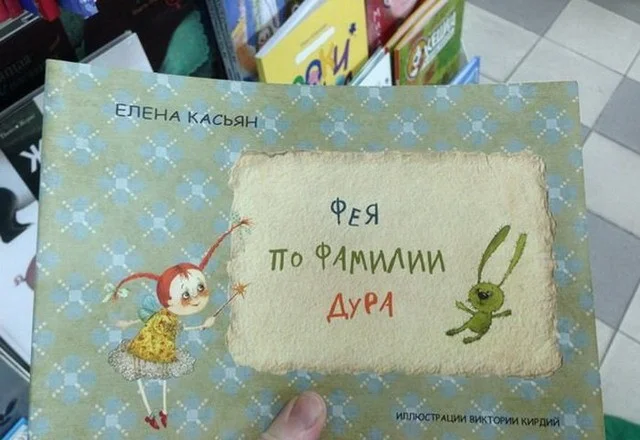 ЕЛЕНА КАСЬЯН
ФЕЯ
ПО ФАМИЛИИ
ДУРА
ИЛЛЮСТРАЦИИ ВИКТОРИИ КИРДИЙ